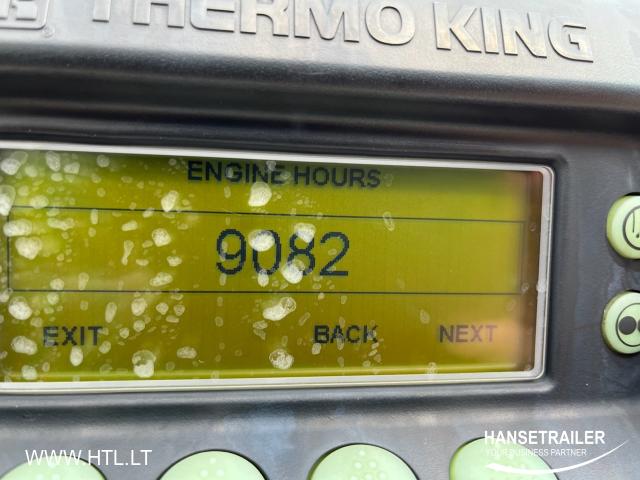 THERMO KING
ENGINE HOURS
9082
EXIT BACK NEXT
WWW.HTL.LT
HANSETRAILER
YOUR BUSINESS PARTNER